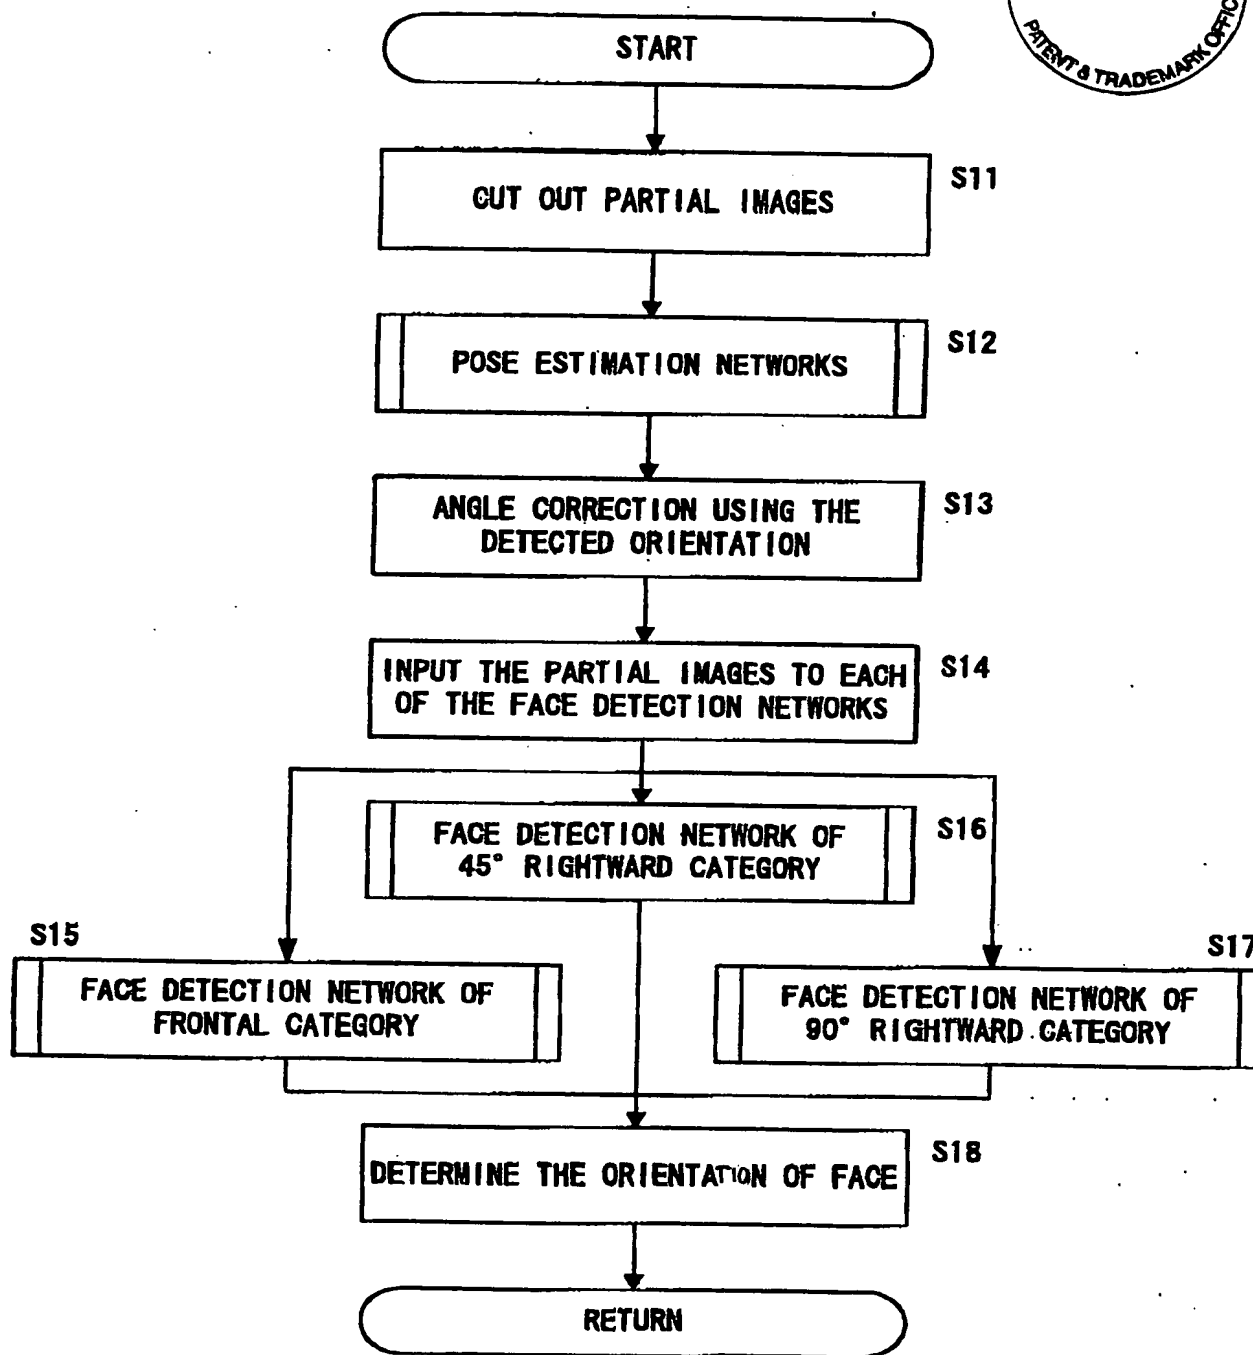 PATENT & TRADEMARK OFFIC
START
S11
CUT OUT PARTIAL IMAGES
S12
POSE ESTIMATION NETWORKS
S13
ANGLE CORRECTION USING THE
DETECTED ORIENTATION
S14
INPUT THE PARTIAL IMAGES TO EACH
OF THE FACE DETECTION NETWORKS
S16
FACE DETECTION NETWORK OF
45° RIGHTWARD CATEGORY
S15
FACE DETECTION NETWORK OF
FRONTAL CATEGORY
S17
FACE DETECTION NETWORK OF
90° RIGHTWARD CATEGORY
S18
DETERMINE THE ORIENTATION OF FACE
RETURN